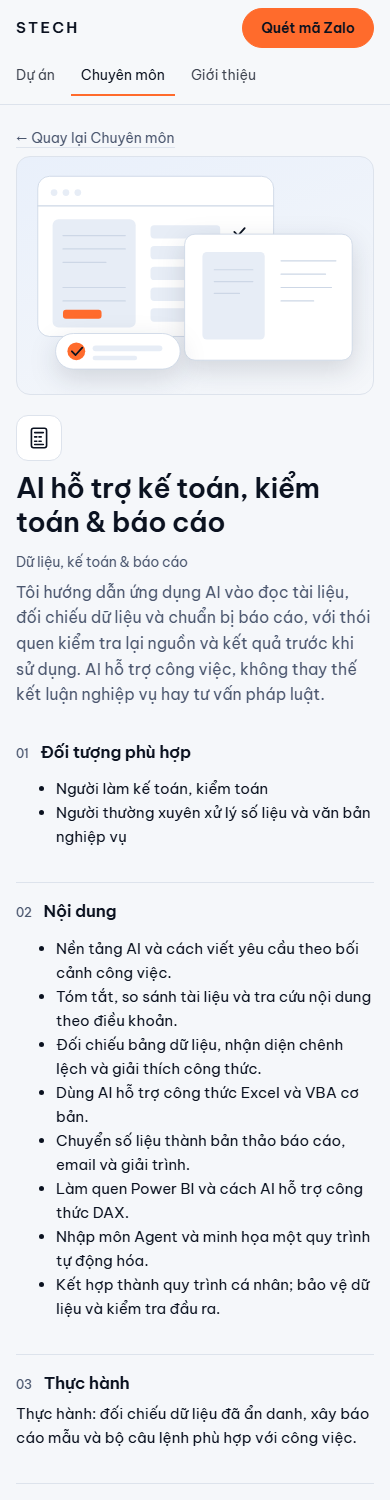 STECH
Quét mã Zalo
Dự án
Chuyên môn
Giới thiệu
← Quay lại Chuyên môn
AI hỗ trợ kế toán, kiểm
toán & báo cáo
Dữ liệu, kế toán & báo cáo
Tôi hướng dẫn ứng dụng AI vào đọc tài liệu,
đối chiếu dữ liệu và chuẩn bị báo cáo, với thói
quen kiểm tra lại nguồn và kết quả trước khi
sử dụng. AI hỗ trợ công việc, không thay thế
kết luận nghiệp vụ hay tư vấn pháp luật.
01 Đối tượng phù hợp
• Người làm kế toán, kiểm toán
• Người thường xuyên xử lý số liệu và văn bản
nghiệp vụ
02 Nội dung
• Nền tảng AI và cách viết yêu cầu theo bối
cảnh công việc.
• Tóm tắt, so sánh tài liệu và tra cứu nội dung
theo điều khoản.
• Đối chiếu bảng dữ liệu, nhận diện chênh
lệch và giải thích công thức.
• Dùng AI hỗ trợ công thức Excel và VBA cơ
bản.
• Chuyển số liệu thành bản thảo báo cáo,
email và giải trình.
• Làm quen Power BI và cách AI hỗ trợ công
thức DAX.
• Nhập môn Agent và minh họa một quy trình
tự động hóa.
• Kết hợp thành quy trình cá nhân; bảo vệ dữ
liệu và kiểm tra đầu ra.
03 Thực hành
Thực hành: đối chiếu dữ liệu đã ẩn danh, xây báo
cáo mẫu và bộ câu lệnh phù hợp với công việc.